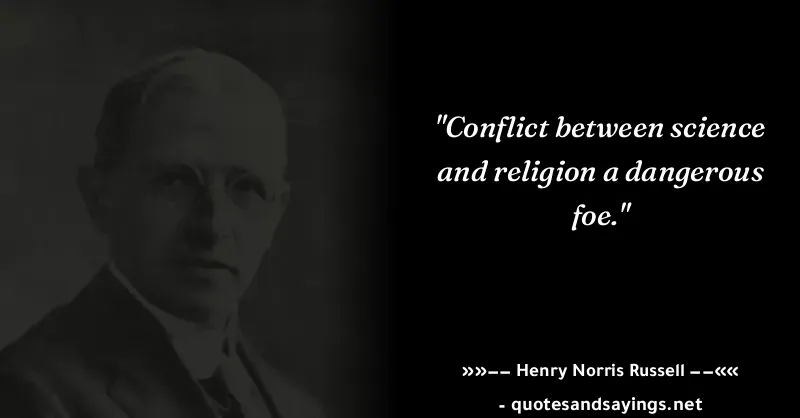 "Conflict between science
and religion a dangerous
foe."
»»−− Henry Norris Russell −−««
- quotesandsayings.net